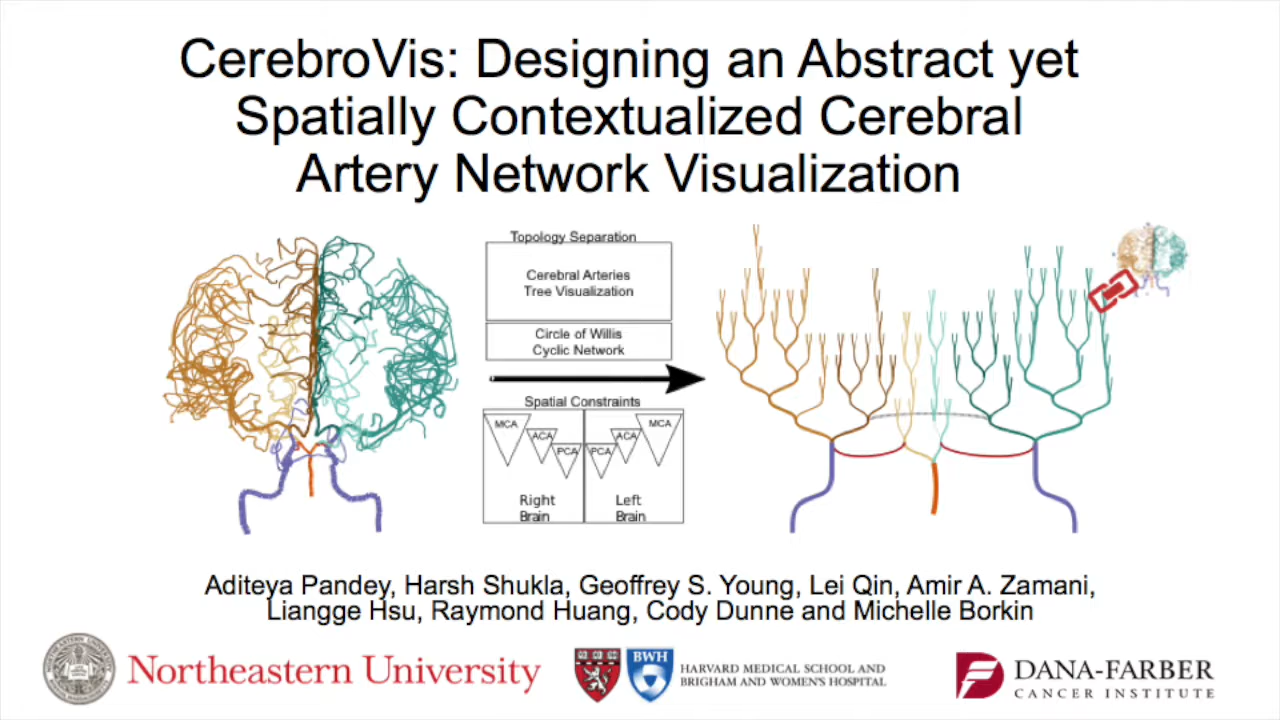 CerebroVis: Designing an Abstract yet
Spatially Contextualized Cerebral
Artery Network Visualization
Topology Separation
Cerebral Arteries
Tree Visualization
Circle of Willis
Cyclic Network
Spatial Constraints
MCA
ACA
PCA
PCA
ACA
MCA
Right
Brain
Left
Brain
Aditeya Pandey, Harsh Shukla, Geoffrey S. Young, Lei Qin, Amir A. Zamani,
Liangge Hsu, Raymond Huang, Cody Dunne and Michelle Borkin
Northeastern University
BWH
HARVARD MEDICAL SCHOOL AND
BRIGHAM AND WOMEN'S HOSPITAL
DANA-FARBER
CANCER INSTITUTE